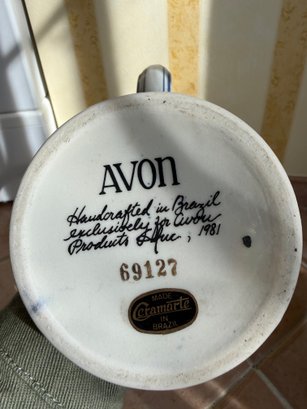 AVON
Handcrafted in Brazil
exclusively for Avon
Products Inc., 1981
69127
MADE
Ceramarte
IN
BRAZIL